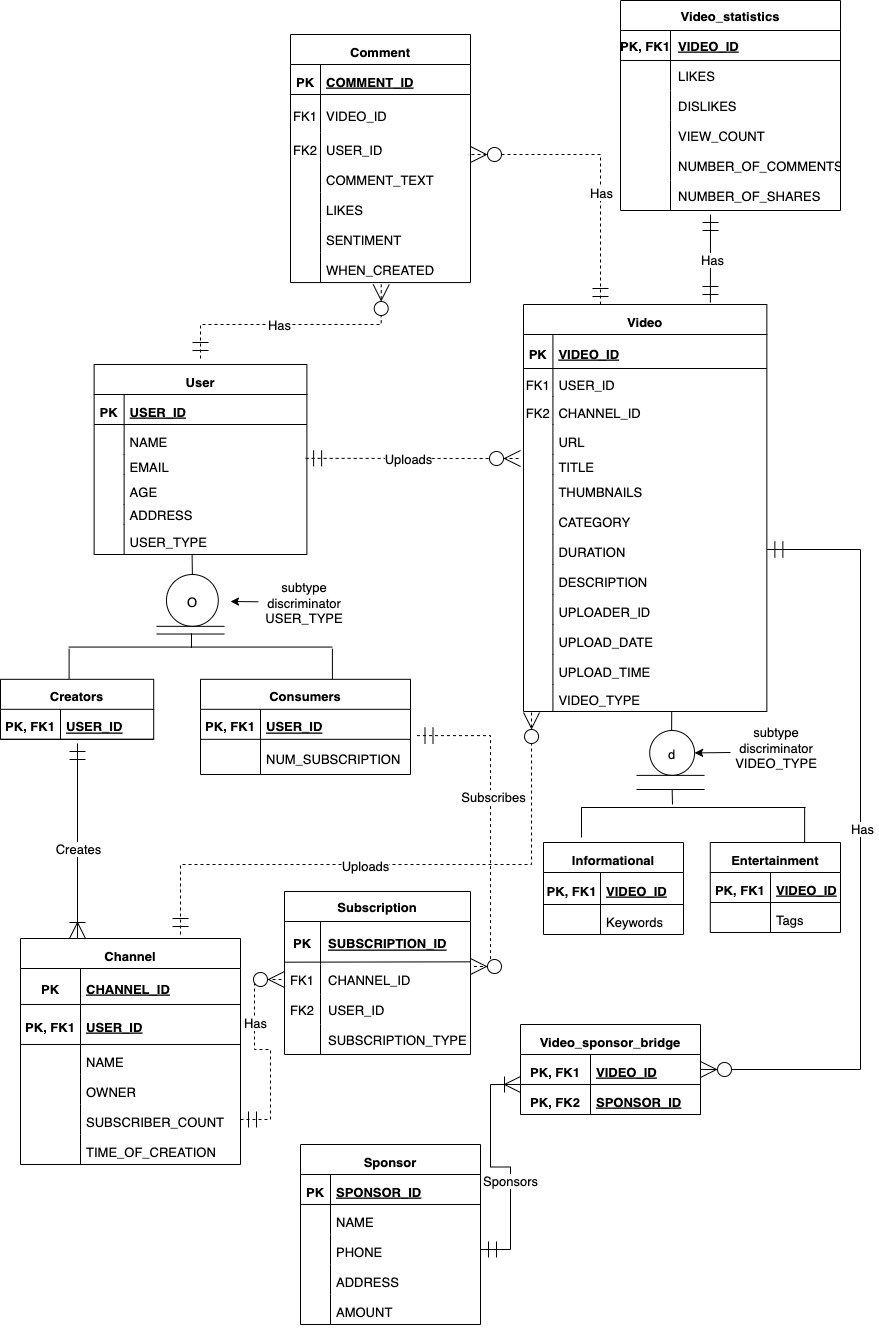 Video_statistics
PK, FK1 VIDEO_ID
LIKES
DISLIKES
VIEW_COUNT
NUMBER_OF_COMMENTS
NUMBER_OF_SHARES
Comment
PK COMMENT_ID
FK1 VIDEO_ID
FK2 USER_ID
COMMENT_TEXT
LIKES
SENTIMENT
WHEN_CREATED
Has
Has
Has
User
PK USER_ID
NAME
EMAIL
AGE
ADDRESS
USER_TYPE
Uploads
Video
PK VIDEO_ID
FK1 USER_ID
FK2 CHANNEL_ID
URL
TITLE
THUMBNAILS
CATEGORY
DURATION
DESCRIPTION
UPLOADER_ID
UPLOAD_DATE
UPLOAD_TIME
VIDEO_TYPE
O
subtype
discriminator
USER_TYPE
Creators
PK, FK1 USER_ID
Consumers
PK, FK1 USER_ID
NUM_SUBSCRIPTION
d
subtype
discriminator
VIDEO_TYPE
Subscribes
Has
Creates
Uploads
Informational
PK, FK1 VIDEO_ID
Keywords
Entertainment
PK, FK1 VIDEO_ID
Tags
Subscription
PK SUBSCRIPTION_ID
FK1 CHANNEL_ID
FK2 USER_ID
SUBSCRIPTION_TYPE
Channel
PK CHANNEL_ID
PK, FK1 USER_ID
NAME
OWNER
SUBSCRIBER_COUNT
TIME_OF_CREATION
Has
Video_sponsor_bridge
PK, FK1 VIDEO_ID
PK, FK2 SPONSOR_ID
Sponsors
Sponsor
PK SPONSOR_ID
NAME
PHONE
ADDRESS
AMOUNT